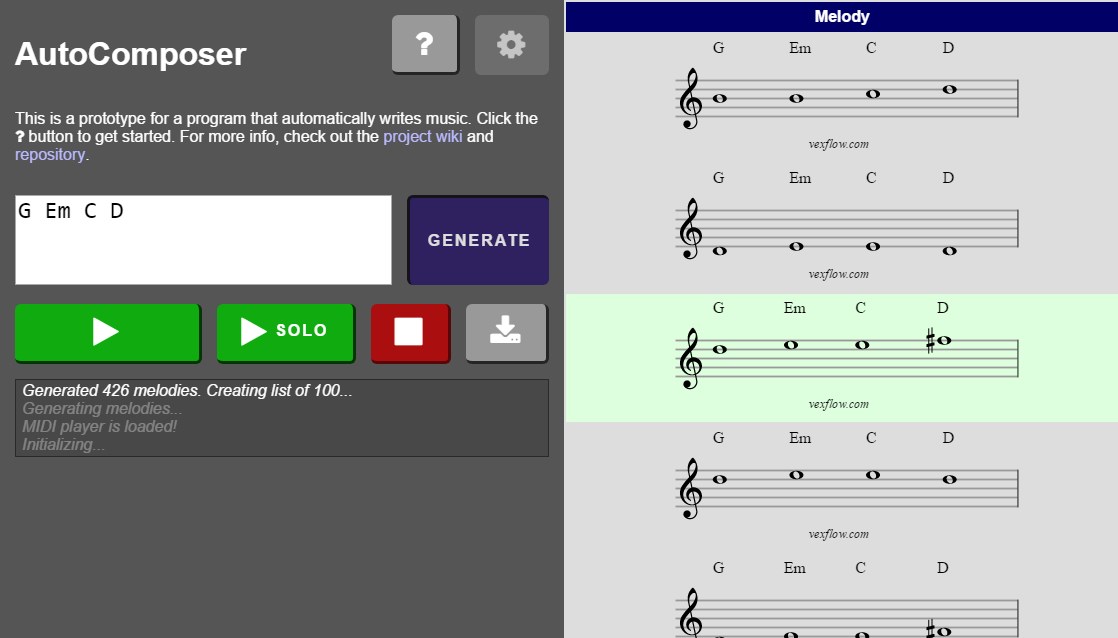 AutoComposer
?
This is a prototype for a program that automatically writes music. Click the
? button to get started. For more info, check out the project wiki and
repository.
G Em C D
GENERATE
SOLO
Generated 426 melodies. Creating list of 100...
Generating melodies...
MIDI player is loaded!
Initializing...
Melody
G Em C D
vexflow.com
G Em C D
vexflow.com
G Em C D
vexflow.com
G Em C D
vexflow.com
G Em C D